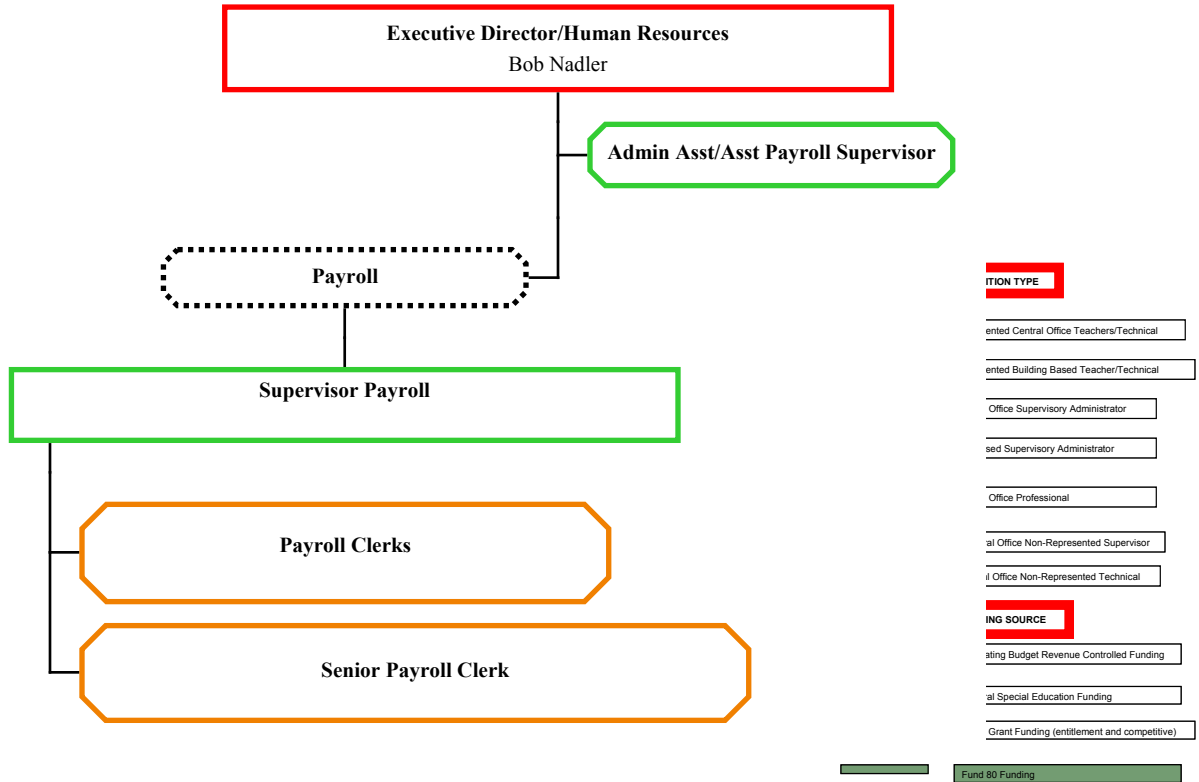 Executive Director/Human Resources
Bob Nadler
Admin Asst/Asst Payroll Supervisor
Payroll
Supervisor Payroll
Payroll Clerks
Senior Payroll Clerk
ITION TYPE
ented Central Office Teachers/Technical
ented Building Based Teacher/Technical
Office Supervisory Administrator
sed Supervisory Administrator
Office Professional
ral Office Non-Represented Supervisor
l Office Non-Represented Technical
ING SOURCE
ating Budget Revenue Controlled Funding
ral Special Education Funding
Grant Funding (entitlement and competitive)
Fund 80 Funding